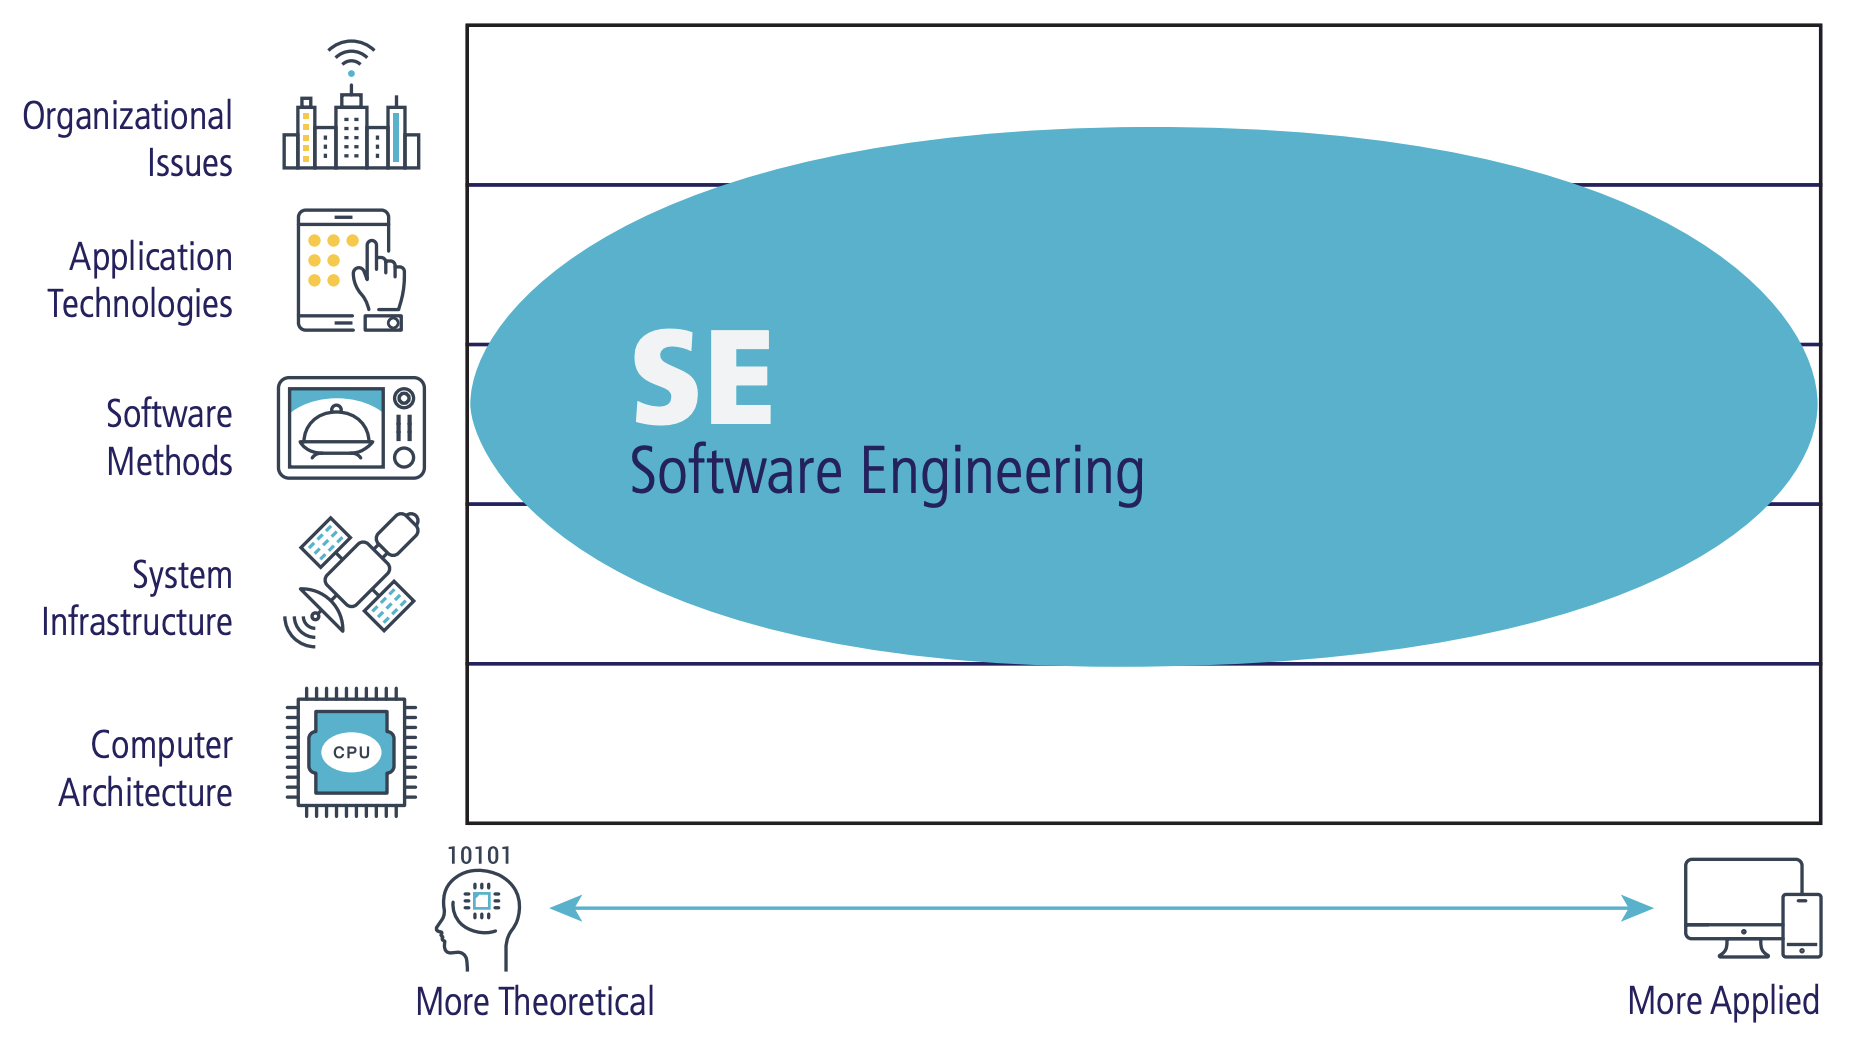 Organizational
Issues
Application
Technologies
Software
Methods
System
Infrastructure
Computer
Architecture
CPU
SE
Software Engineering
10101
More Theoretical
More Applied